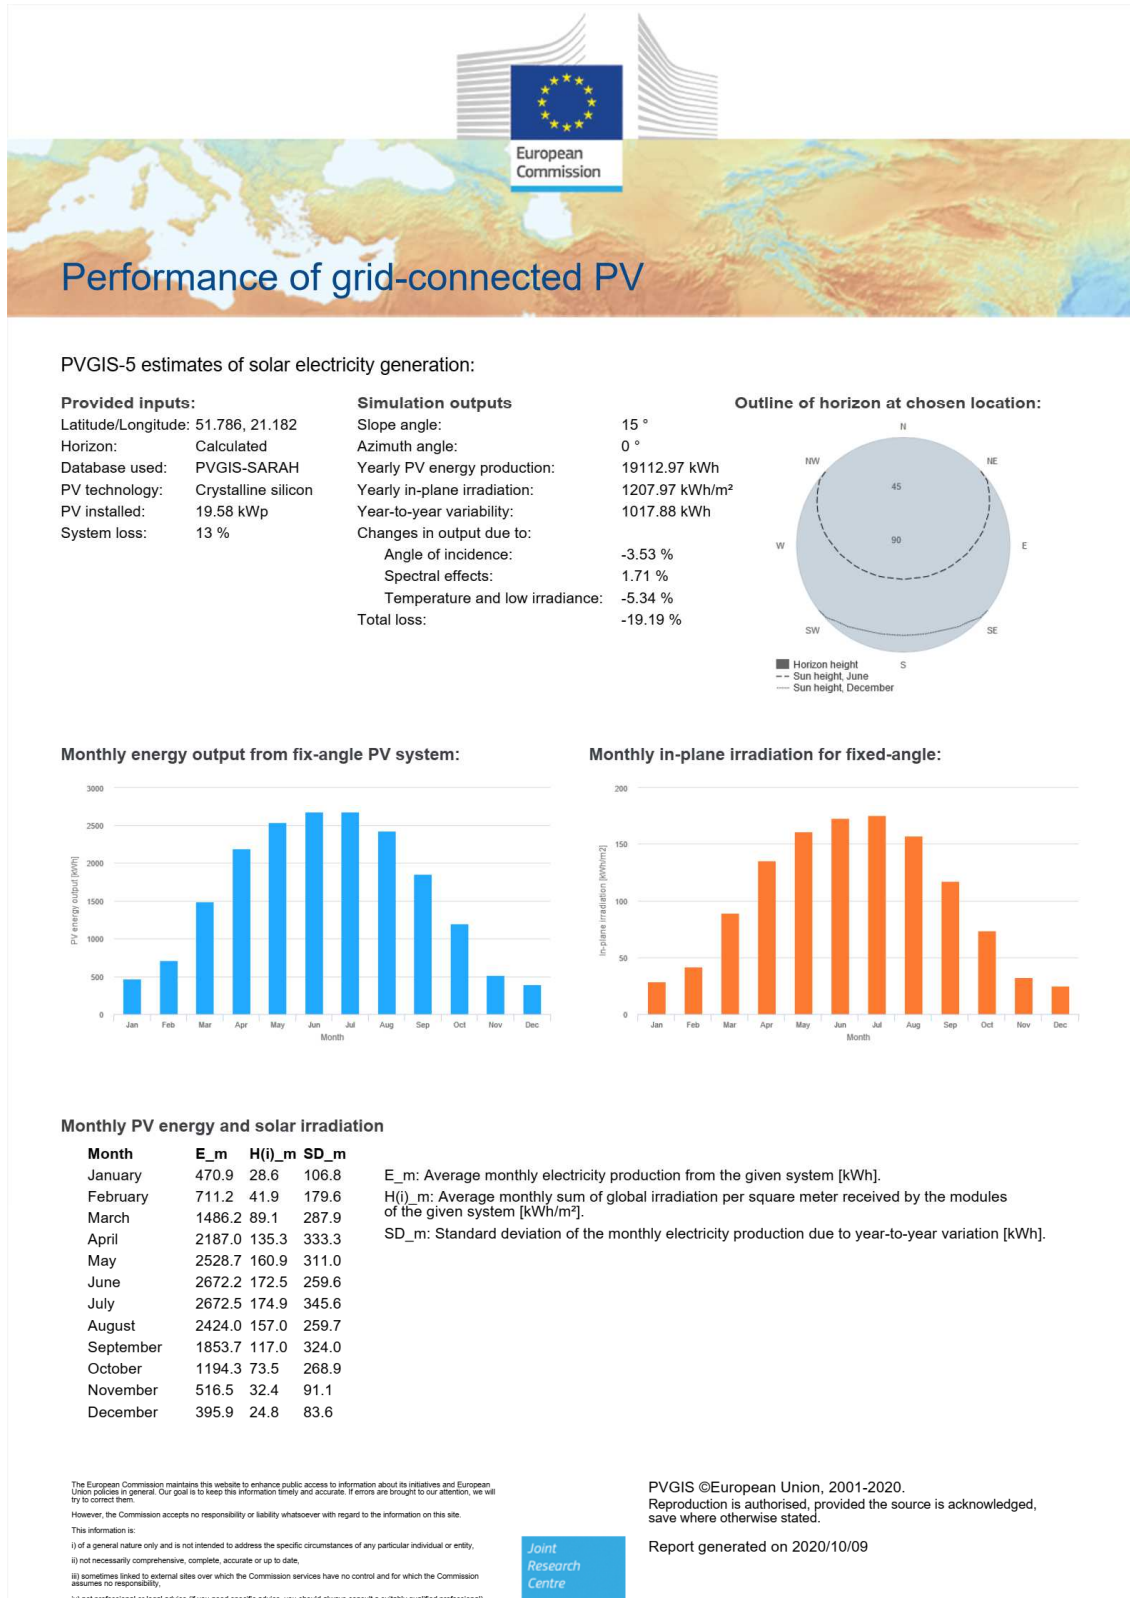 European
Commission
Performance of grid-connected PV
PVGIS-5 estimates of solar electricity generation:
Provided inputs:
Latitude/Longitude: 51.786, 21.182
Horizon: Calculated
Database used: PVGIS-SARAH
PV technology: Crystalline silicon
PV installed: 19.58 kWp
System loss: 13 %
Simulation outputs
Slope angle: 15 °
Azimuth angle: 0 °
Yearly PV energy production: 19112.97 kWh
Yearly in-plane irradiation: 1207.97 kWh/m²
Year-to-year variability: 1017.88 kWh
Changes in output due to:
Angle of incidence: -3.53 %
Spectral effects: 1.71 %
Temperature and low irradiance: -5.34 %
Total loss: -19.19 %
Outline of horizon at chosen location:
N
NW NE
45
90
W E
SW SE
S
Horizon height
Sun height, June
Sun height, December
Monthly energy output from fix-angle PV system:
3000
2500
2000
1500
1000
500
0
PV energy output [kWh]
Jan Feb Mar Apr May Jun Jul Aug Sep Oct Nov Dec
Month
Monthly in-plane irradiation for fixed-angle:
200
150
100
50
0
In-plane irradiation [kWh/m2]
Jan Feb Mar Apr May Jun Jul Aug Sep Oct Nov Dec
Month
Monthly PV energy and solar irradiation
Month E_m H(i)_m SD_m
January 470.9 28.6 106.8
February 711.2 41.9 179.6
March 1486.2 89.1 287.9
April 2187.0 135.3 333.3
May 2528.7 160.9 311.0
June 2672.2 172.5 259.6
July 2672.5 174.9 345.6
August 2424.0 157.0 259.7
September 1853.7 117.0 324.0
October 1194.3 73.5 268.9
November 516.5 32.4 91.1
December 395.9 24.8 83.6
E_m: Average monthly electricity production from the given system [kWh].
H(i)_m: Average monthly sum of global irradiation per square meter received by the modules
of the given system [kWh/m²].
SD_m: Standard deviation of the monthly electricity production due to year-to-year variation [kWh].
The European Commission maintains this website to enhance public access to information about its initiatives and European
Union policies in general. Our goal is to keep this information timely and accurate. If errors are brought to our attention, we will
try to correct them.
However, the Commission accepts no responsibility or liability whatsoever with regard to the information on this site.
This information is:
i) of a general nature only and is not intended to address the specific circumstances of any particular individual or entity,
ii) not necessarily comprehensive, complete, accurate or up to date,
iii) sometimes linked to external sites over which the Commission services have no control and for which the Commission
assumes no responsibility,
Joint
Research
Centre
PVGIS ©European Union, 2001-2020.
Reproduction is authorised, provided the source is acknowledged,
save where otherwise stated.
Report generated on 2020/10/09